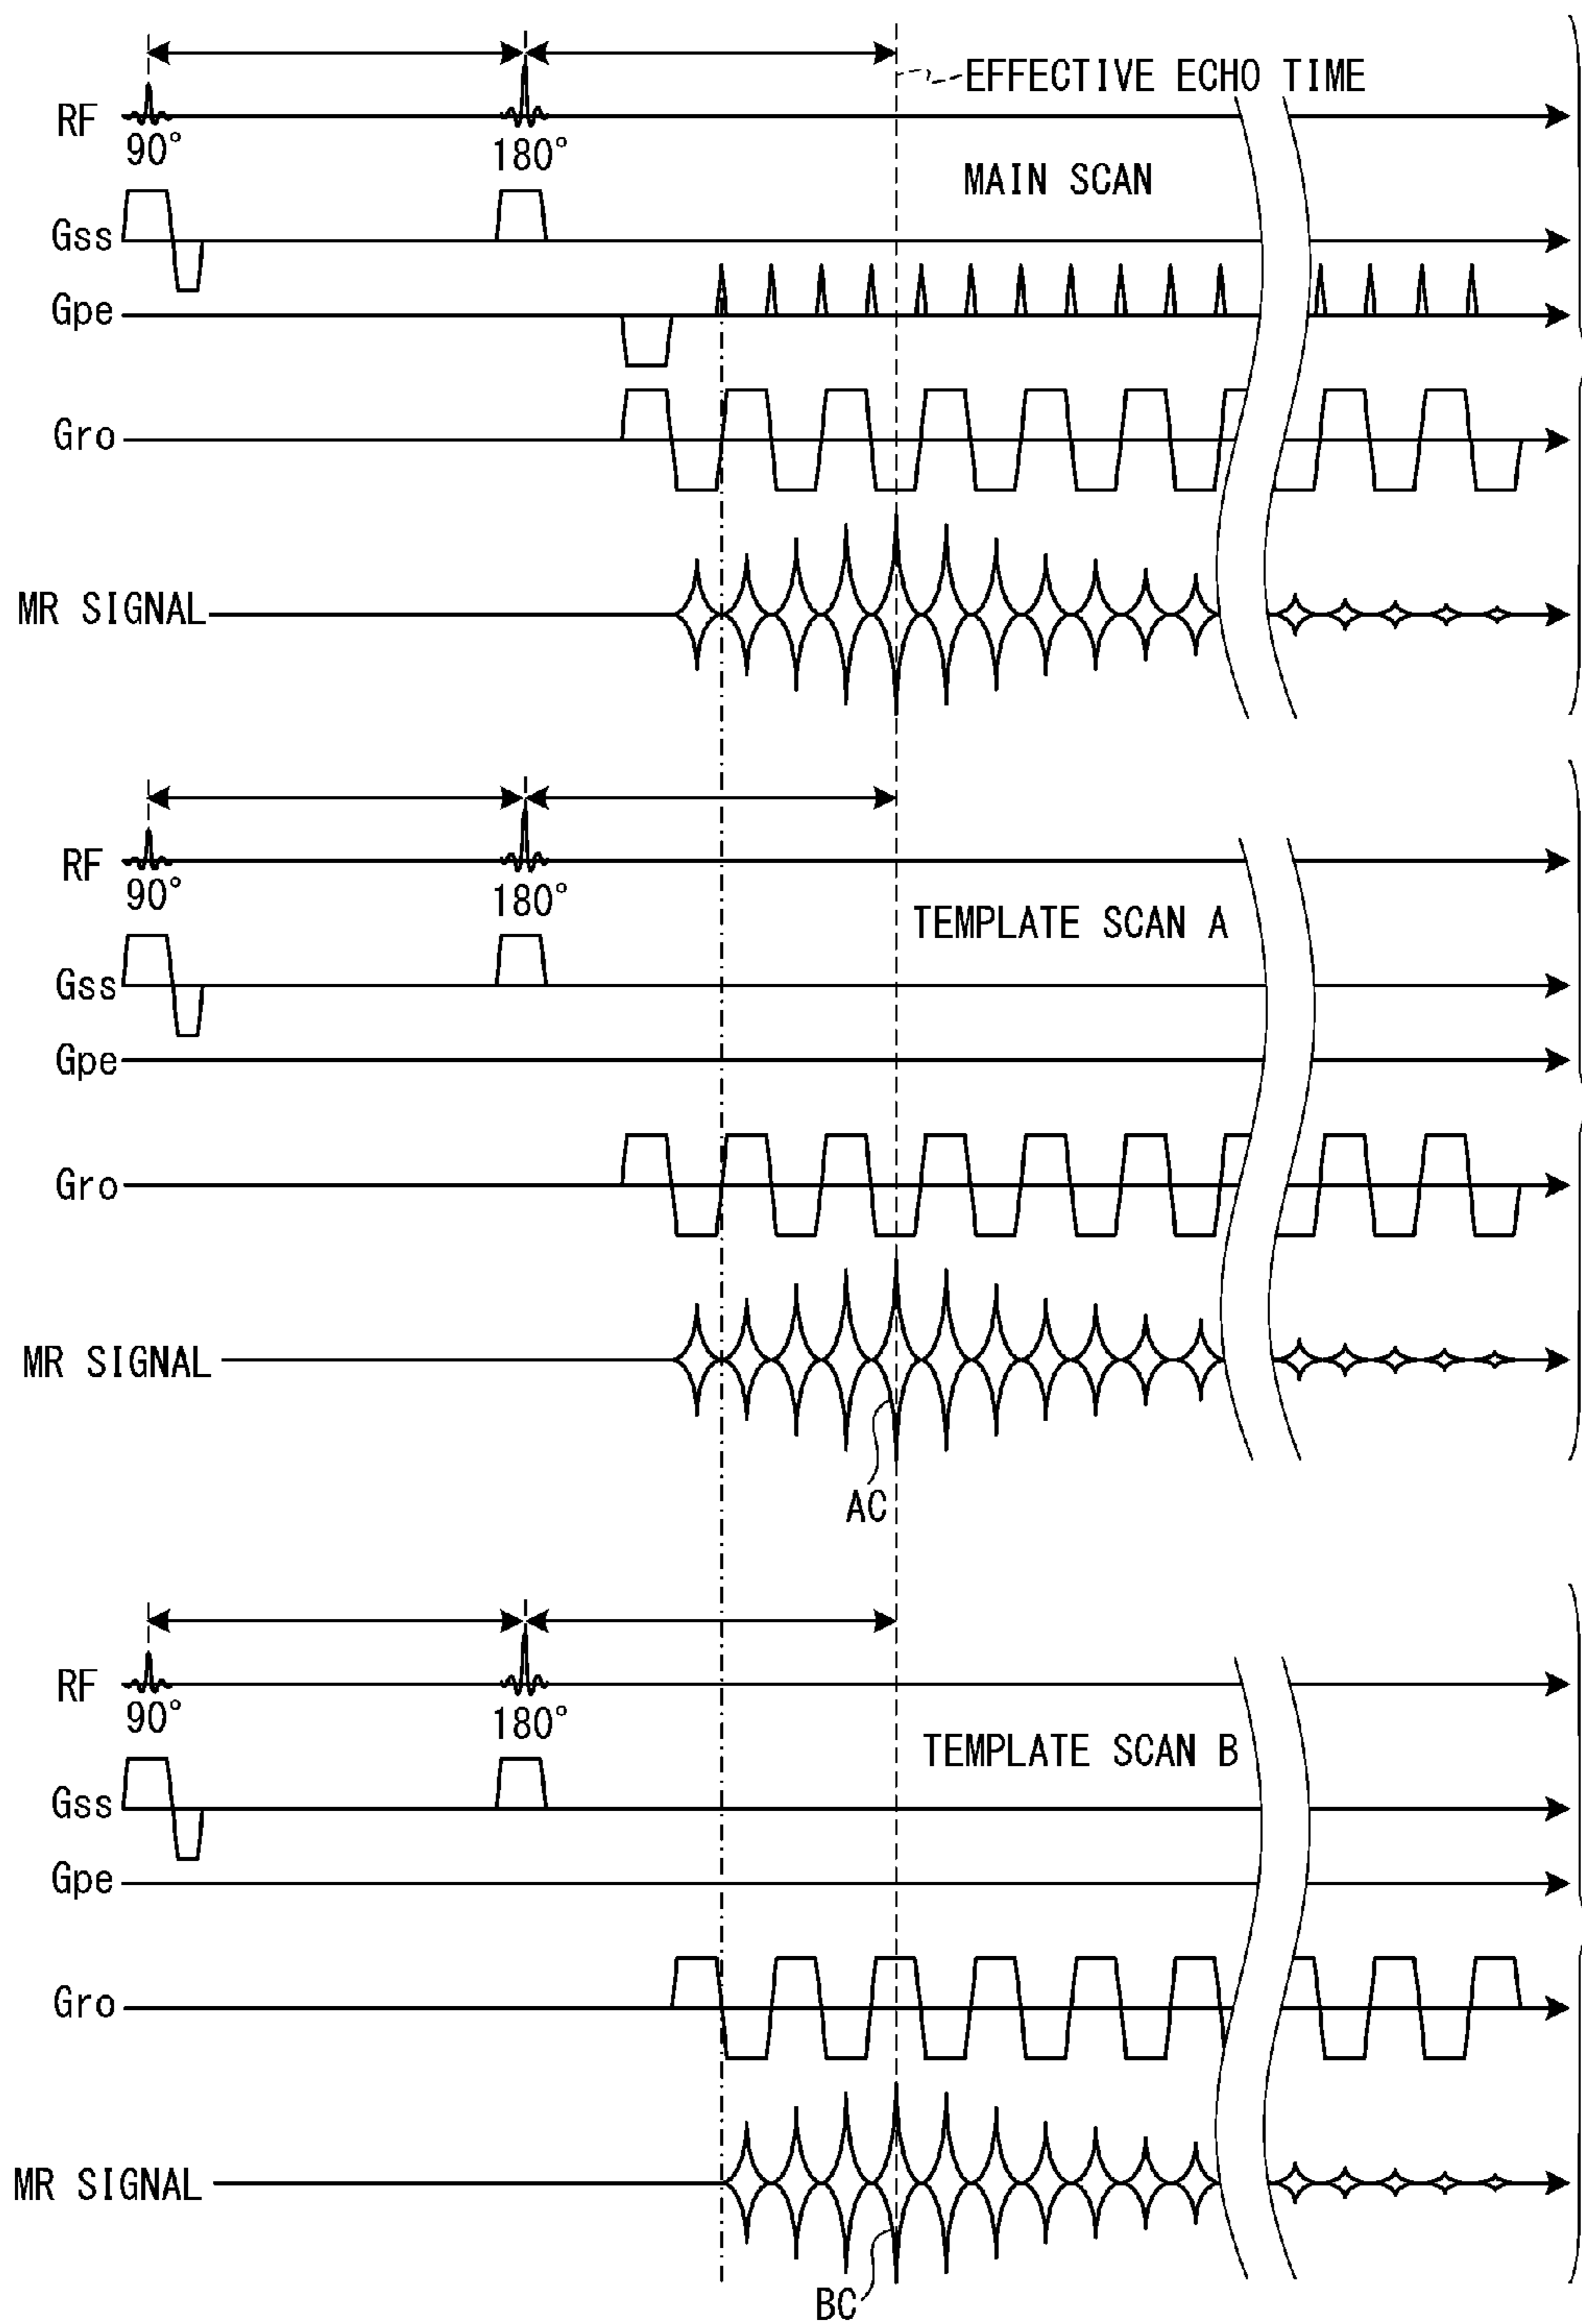 EFFECTIVE ECHO TIME
RF
90°
180°
MAIN SCAN
Gss
Gpe
Gro
MR SIGNAL
RF
90°
180°
TEMPLATE SCAN A
Gss
Gpe
Gro
MR SIGNAL
AC
RF
90°
180°
TEMPLATE SCAN B
Gss
Gpe
Gro
MR SIGNAL
BC